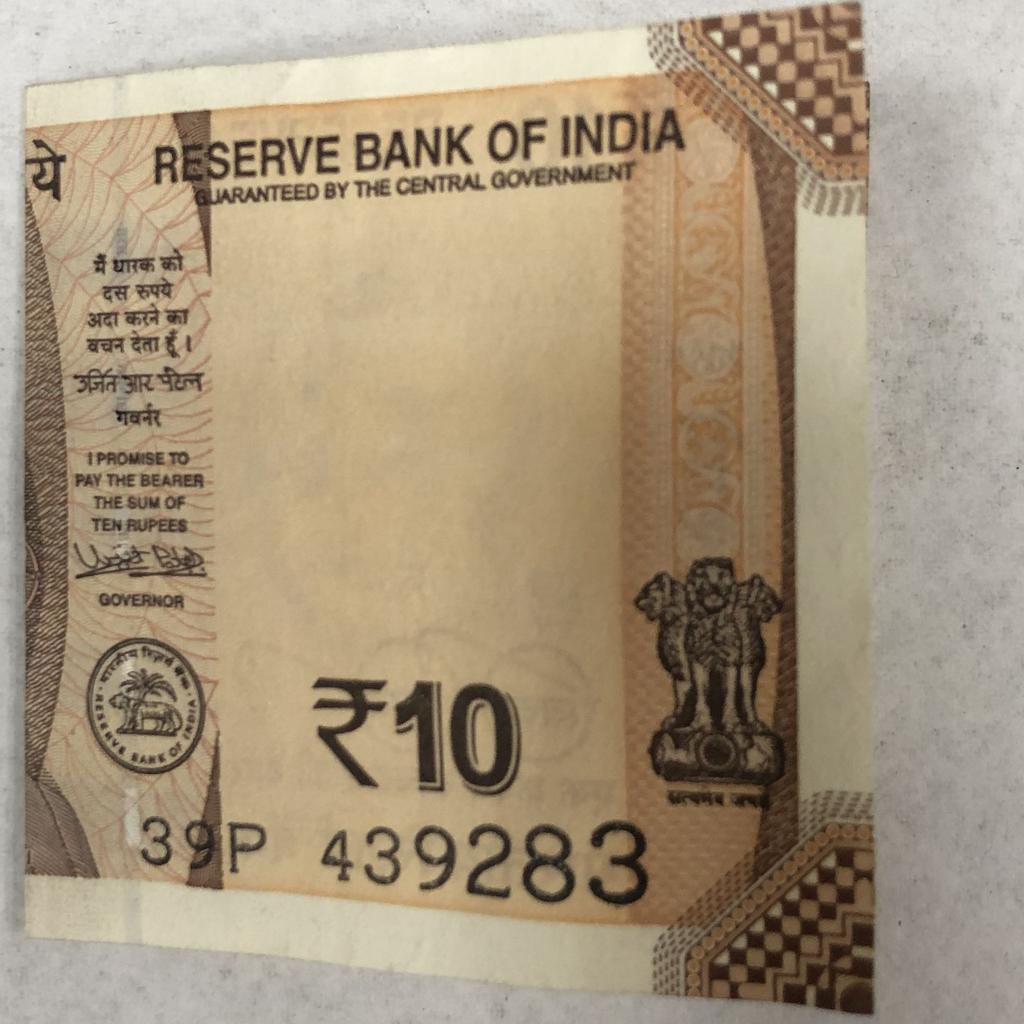 ये
RESERVE BANK OF INDIA
GUARANTEED BY THE CENTRAL GOVERNMENT
मैं धारक को
दस रुपये
अदा करने का
वचन देता हूँ।
उर्जित आर पटेल
गवर्नर
I PROMISE TO
PAY THE BEARER
THE SUM OF
TEN RUPEES
GOVERNOR
भारतीय रिज़र्व बैंक
RESERVE BANK OF INDIA
₹10
सत्यमेव जयते
39P 439283